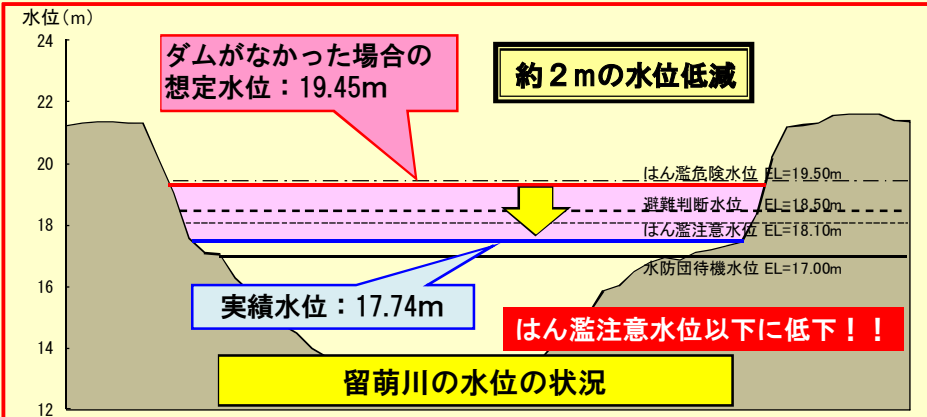 水位(m)
24
ダムがなかった場合の
想定水位：19.45m
約２mの水位低減
22
20
はん濫危険水位 EL=19.50m
避難判断水位 EL=18.50m
18
はん濫注意水位 EL=18.10m
水防団待機水位 EL=17.00m
16
実績水位：17.74m
はん濫注意水位以下に低下！！
14
留萌川の水位の状況
12